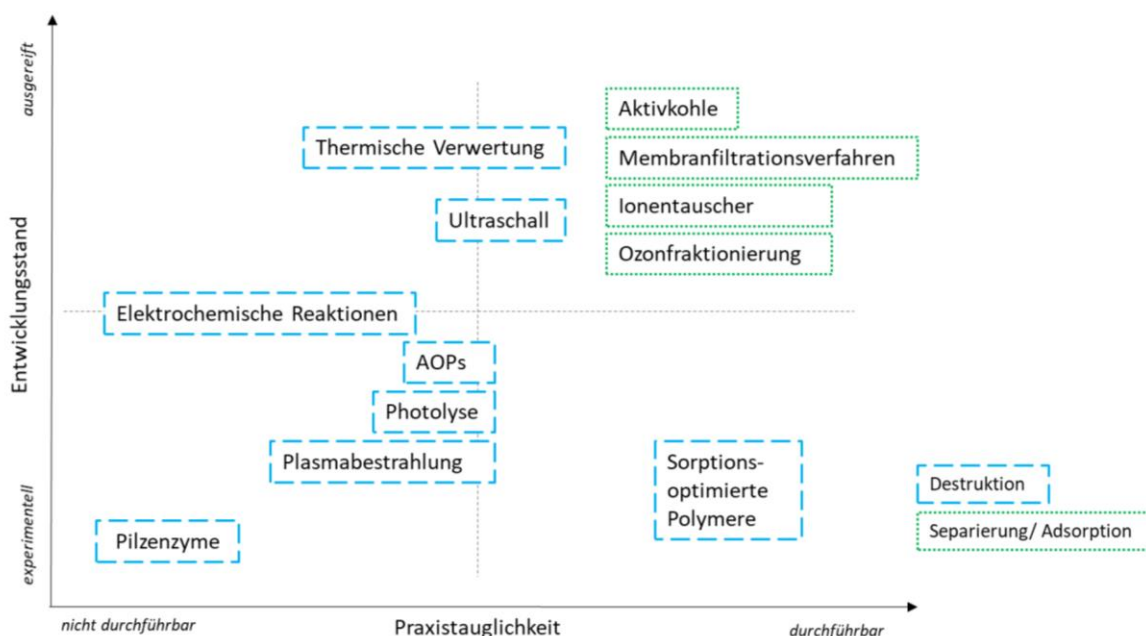 ausgereift
Aktivkohle
Thermische Verwertung
Membranfiltrationsverfahren
Ionentauscher
Ultraschall
Ozonfraktionierung
Entwicklungsstand
Elektrochemische Reaktionen
AOPs
Photolyse
Plasmabestrahlung
Sorptions-
optimierte
Polymere
Destruktion
Separierung/ Adsorption
experimentell
Pilzenzyme
nicht durchführbar
Praxistauglichkeit
durchführbar